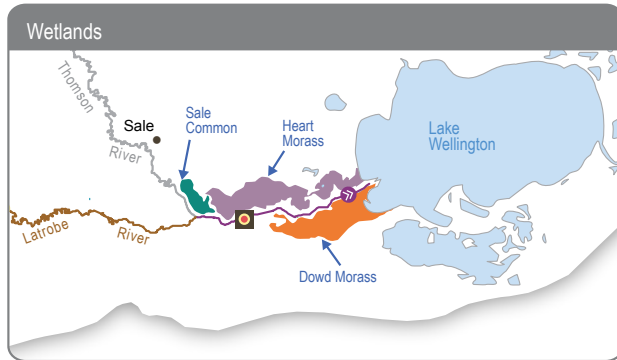 Wetlands
Thomson
River
Sale
Sale
Common
Heart
Morass
Lake
Wellington
Latrobe
River
Dowd Morass